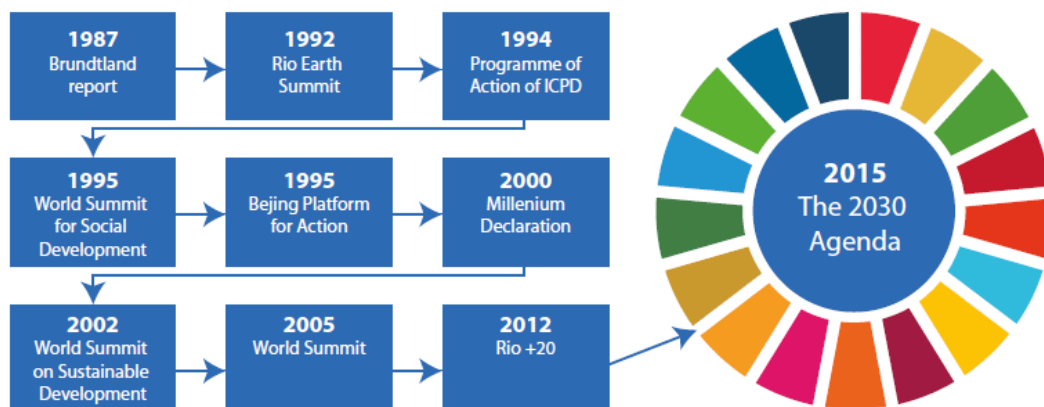 1987
Brundtland
report
1992
Rio Earth
Summit
1994
Programme of
Action of ICPD
1995
World Summit
for Social
Development
1995
Bejing Platform
for Action
2000
Millenium
Declaration
2002
World Summit
on Sustainable
Development
2005
World Summit
2012
Rio +20
2015
The 2030
Agenda